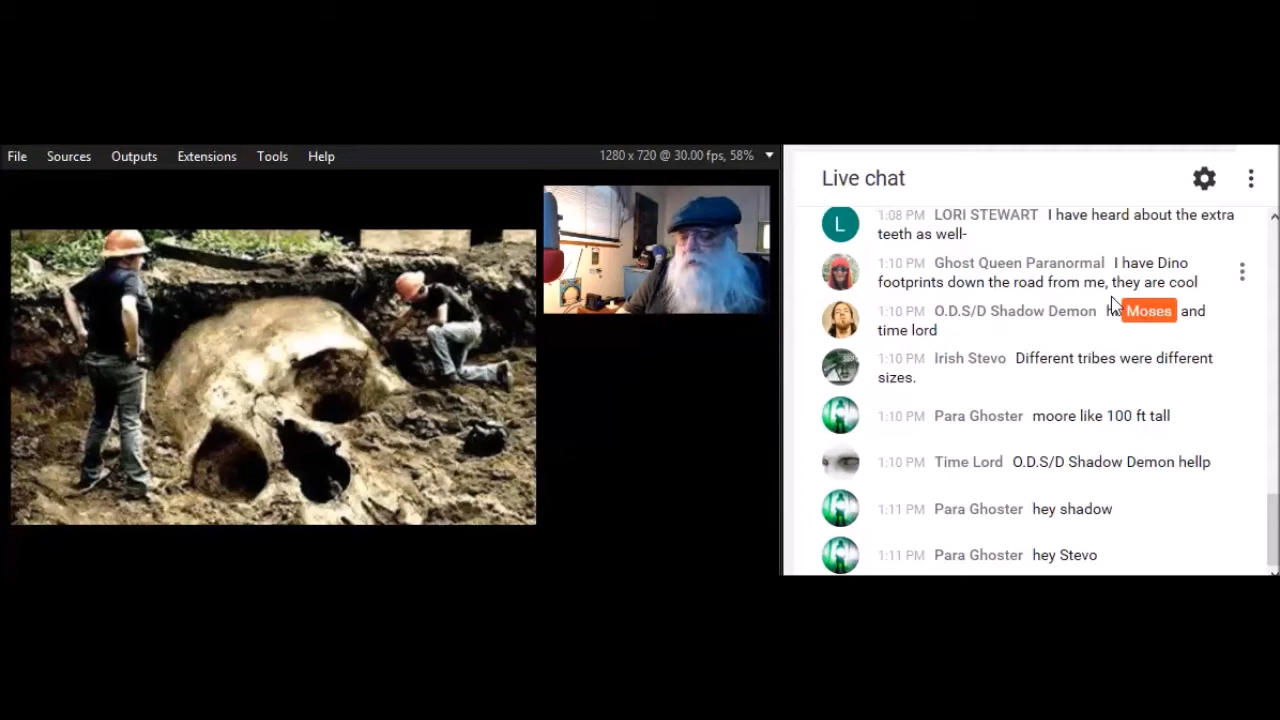 File Sources Outputs Extensions Tools Help 1280 x 720 @ 30.00 fps, 58%
Live chat
L 1:08 PM LORI STEWART I have heard about the extra
teeth as well-
1:10 PM Ghost Queen Paranormal I have Dino
footprints down the road from me, they are cool
1:10 PM O.D.S/D Shadow Demon Moses and
time lord
1:10 PM Irish Stevo Different tribes were different
sizes.
1:10 PM Para Ghoster moore like 100 ft tall
1:10 PM Time Lord O.D.S/D Shadow Demon hellp
1:11 PM Para Ghoster hey shadow
1:11 PM Para Ghoster hey Stevo